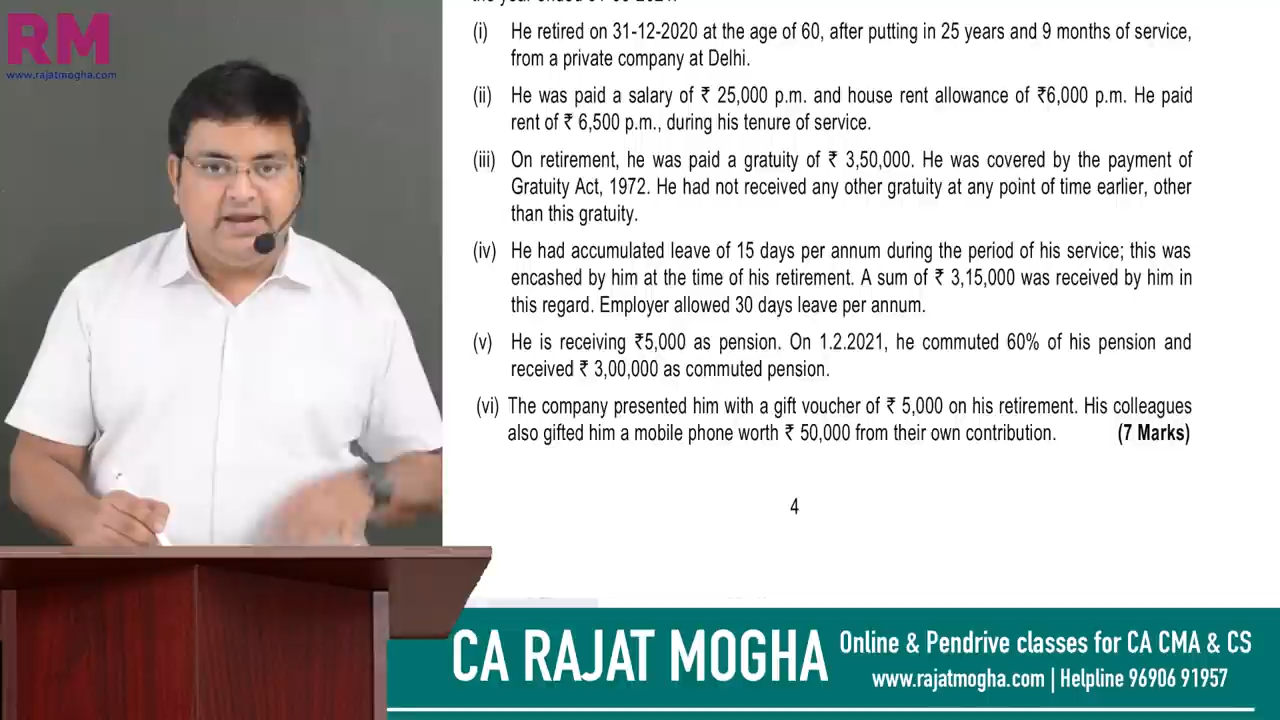 RM
www.rajatmogha.com
(i) He retired on 31-12-2020 at the age of 60, after putting in 25 years and 9 months of service,
from a private company at Delhi.
(ii) He was paid a salary of ₹ 25,000 p.m. and house rent allowance of ₹6,000 p.m. He paid
rent of ₹ 6,500 p.m., during his tenure of service.
(iii) On retirement, he was paid a gratuity of ₹ 3,50,000. He was covered by the payment of
Gratuity Act, 1972. He had not received any other gratuity at any point of time earlier, other
than this gratuity.
(iv) He had accumulated leave of 15 days per annum during the period of his service; this was
encashed by him at the time of his retirement. A sum of ₹ 3,15,000 was received by him in
this regard. Employer allowed 30 days leave per annum.
(v) He is receiving ₹5,000 as pension. On 1.2.2021, he commuted 60% of his pension and
received ₹ 3,00,000 as commuted pension.
(vi) The company presented him with a gift voucher of ₹ 5,000 on his retirement. His colleagues
also gifted him a mobile phone worth ₹ 50,000 from their own contribution. (7 Marks)
4
CA RAJAT MOGHA
Online & Pendrive classes for CA CMA & CS
www.rajatmogha.com | Helpline 96906 91957